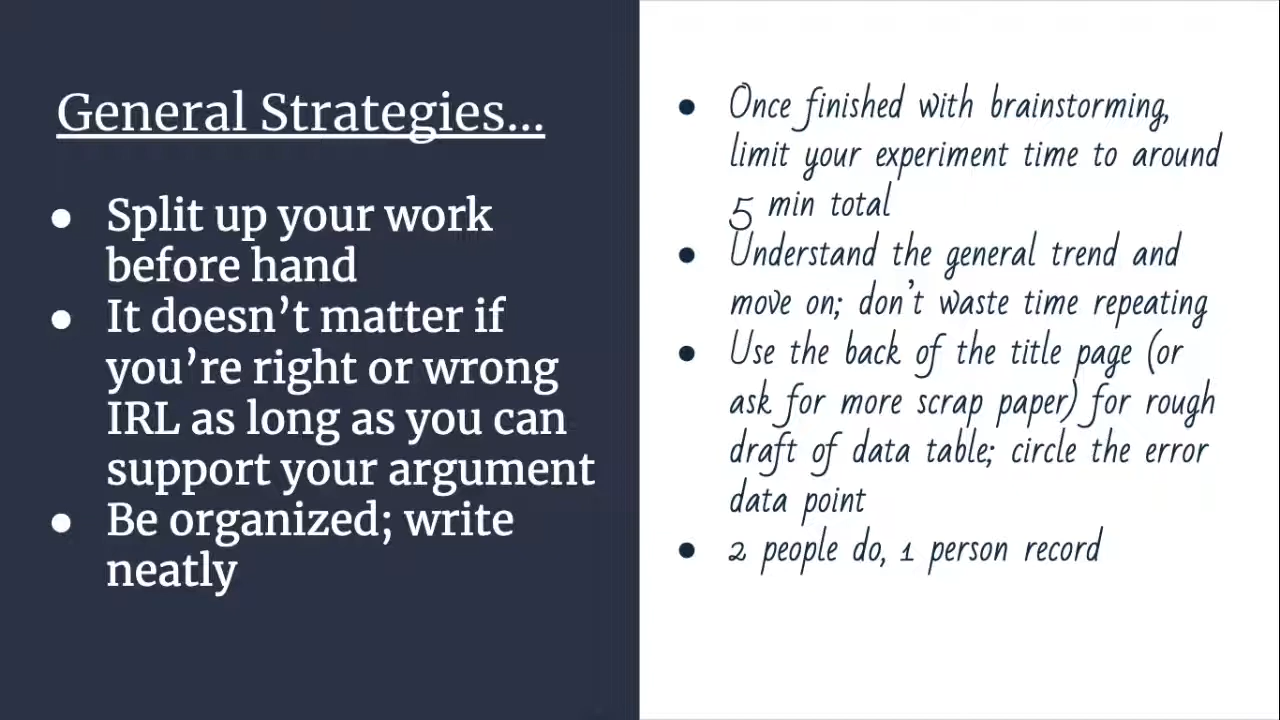 General Strategies...
● Split up your work
before hand
● It doesn't matter if
you're right or wrong
IRL as long as you can
support your argument
● Be organized; write
neatly
● Once finished with brainstorming,
limit your experiment time to around
5 min total
● Understand the general trend and
move on; don't waste time repeating
● Use the back of the title page (or
ask for more scrap paper) for rough
draft of data table; circle the error
data point
● 2 people do, 1 person record